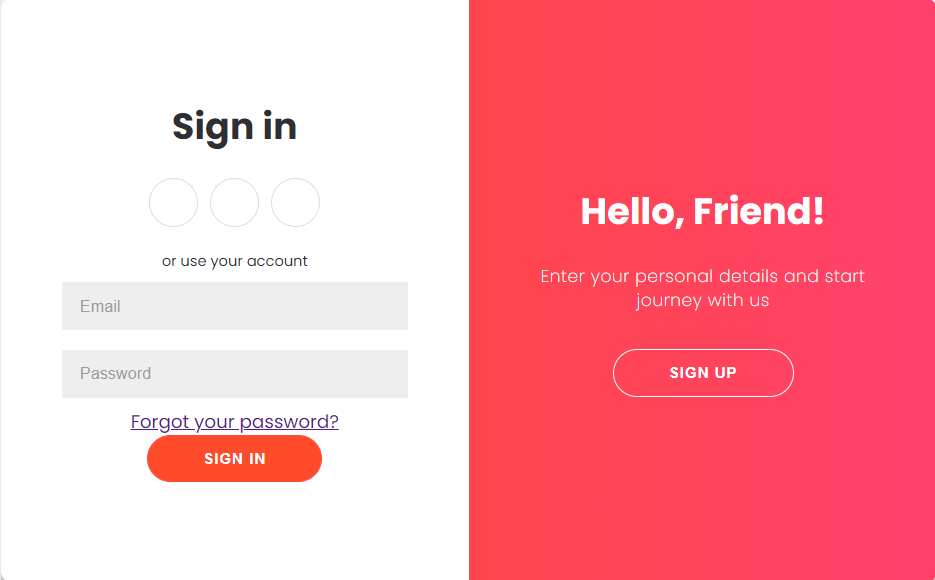 Sign in
or use your account
Email
Password
Forgot your password?
SIGN IN
Hello, Friend!
Enter your personal details and start
journey with us
SIGN UP